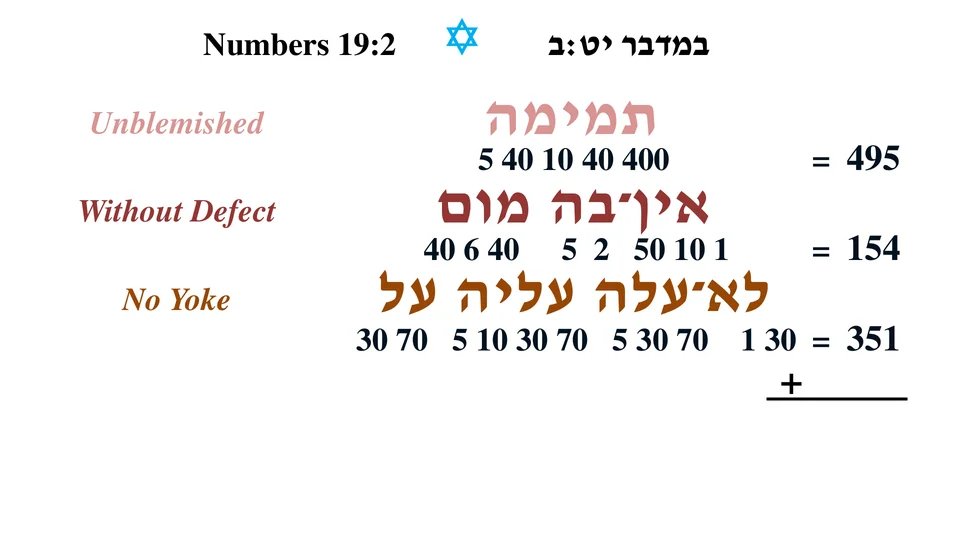 Numbers 19:2 ✡ במדבר יט:ב
Unblemished תמימה
5 40 10 40 400 = 495
Without Defect אין־בה מום
40 6 40 5 2 50 10 1 = 154
No Yoke לא־עלה עליה על
30 70 5 10 30 70 5 30 70 1 30 = 351
+